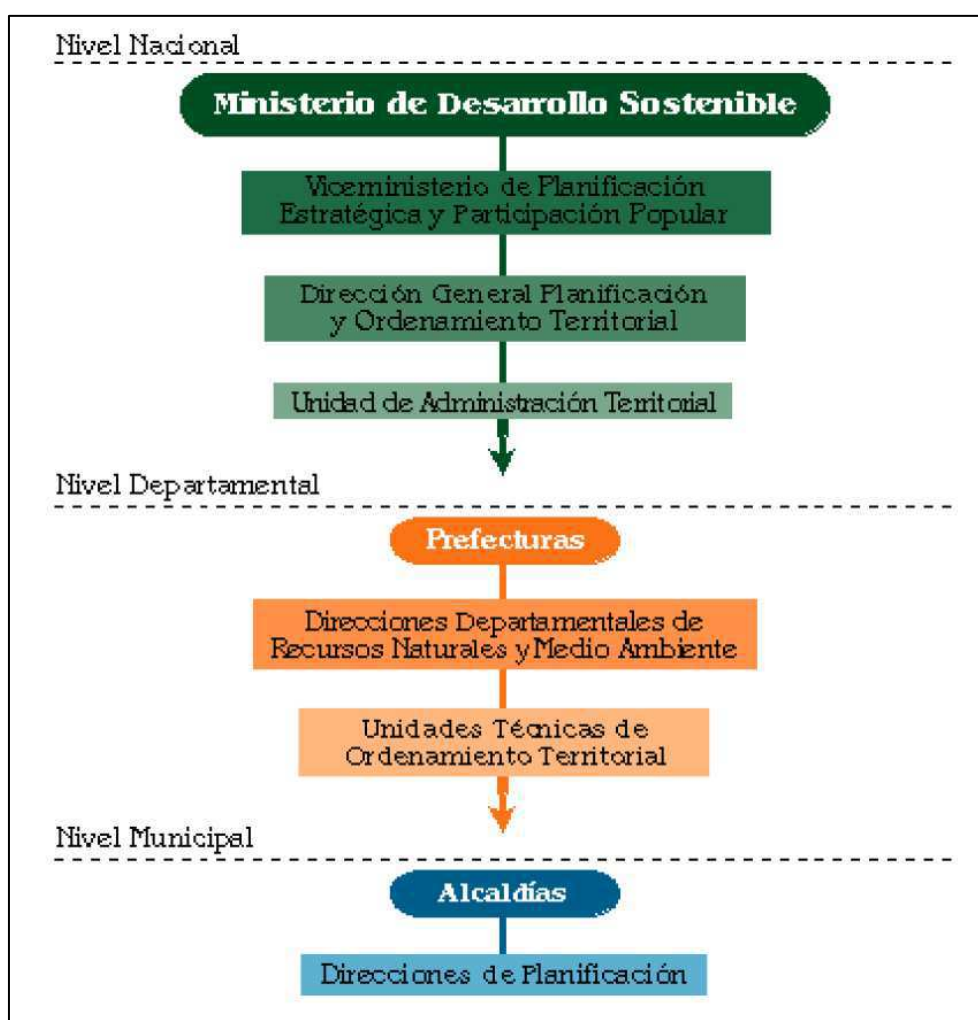 Nivel Nacional
Ministerio de Desarrollo Sostenible
Viceministerio de Planificación
Estratégica y Participación Popular
Dirección General Planificación
y Ordenamiento Territorial
Unidad de Administración Territorial
Nivel Departamental
Prefecturas
Direcciones Departamentales de
Recursos Naturales y Medio Ambiente
Unidades Técnicas de
Ordenamiento Territorial
Nivel Municipal
Alcaldías
Direcciones de Planificación